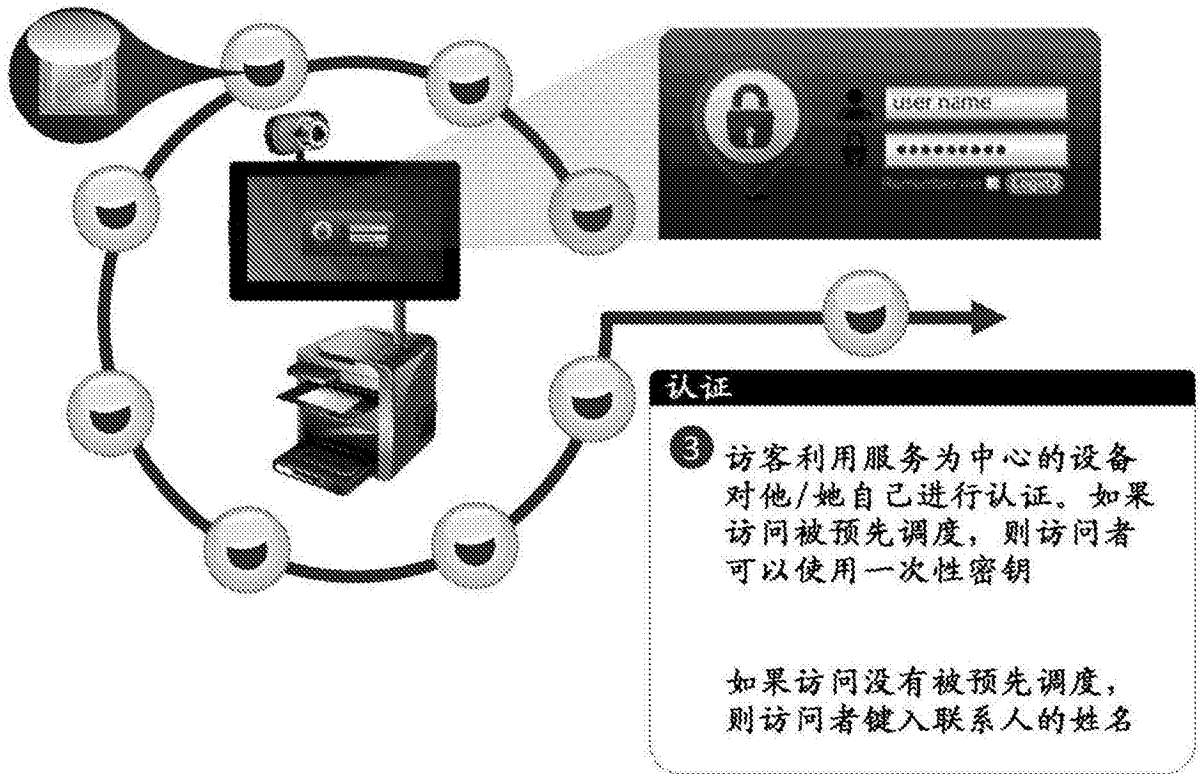 user name
•••••••••
认证
3 访客利用服务为中心的设备
对他/她自己进行认证。如果
访问被预先调度，则访问者
可以使用一次性密钥
如果访问没有被预先调度，
则访问者键入联系人的姓名